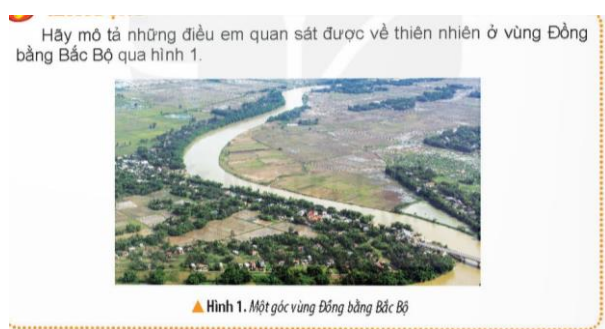 Hãy mô tả những điều em quan sát được về thiên nhiên ở vùng Đồng
bằng Bắc Bộ qua hình 1.
▲ Hình 1. Một góc vùng Đồng bằng Bắc Bộ